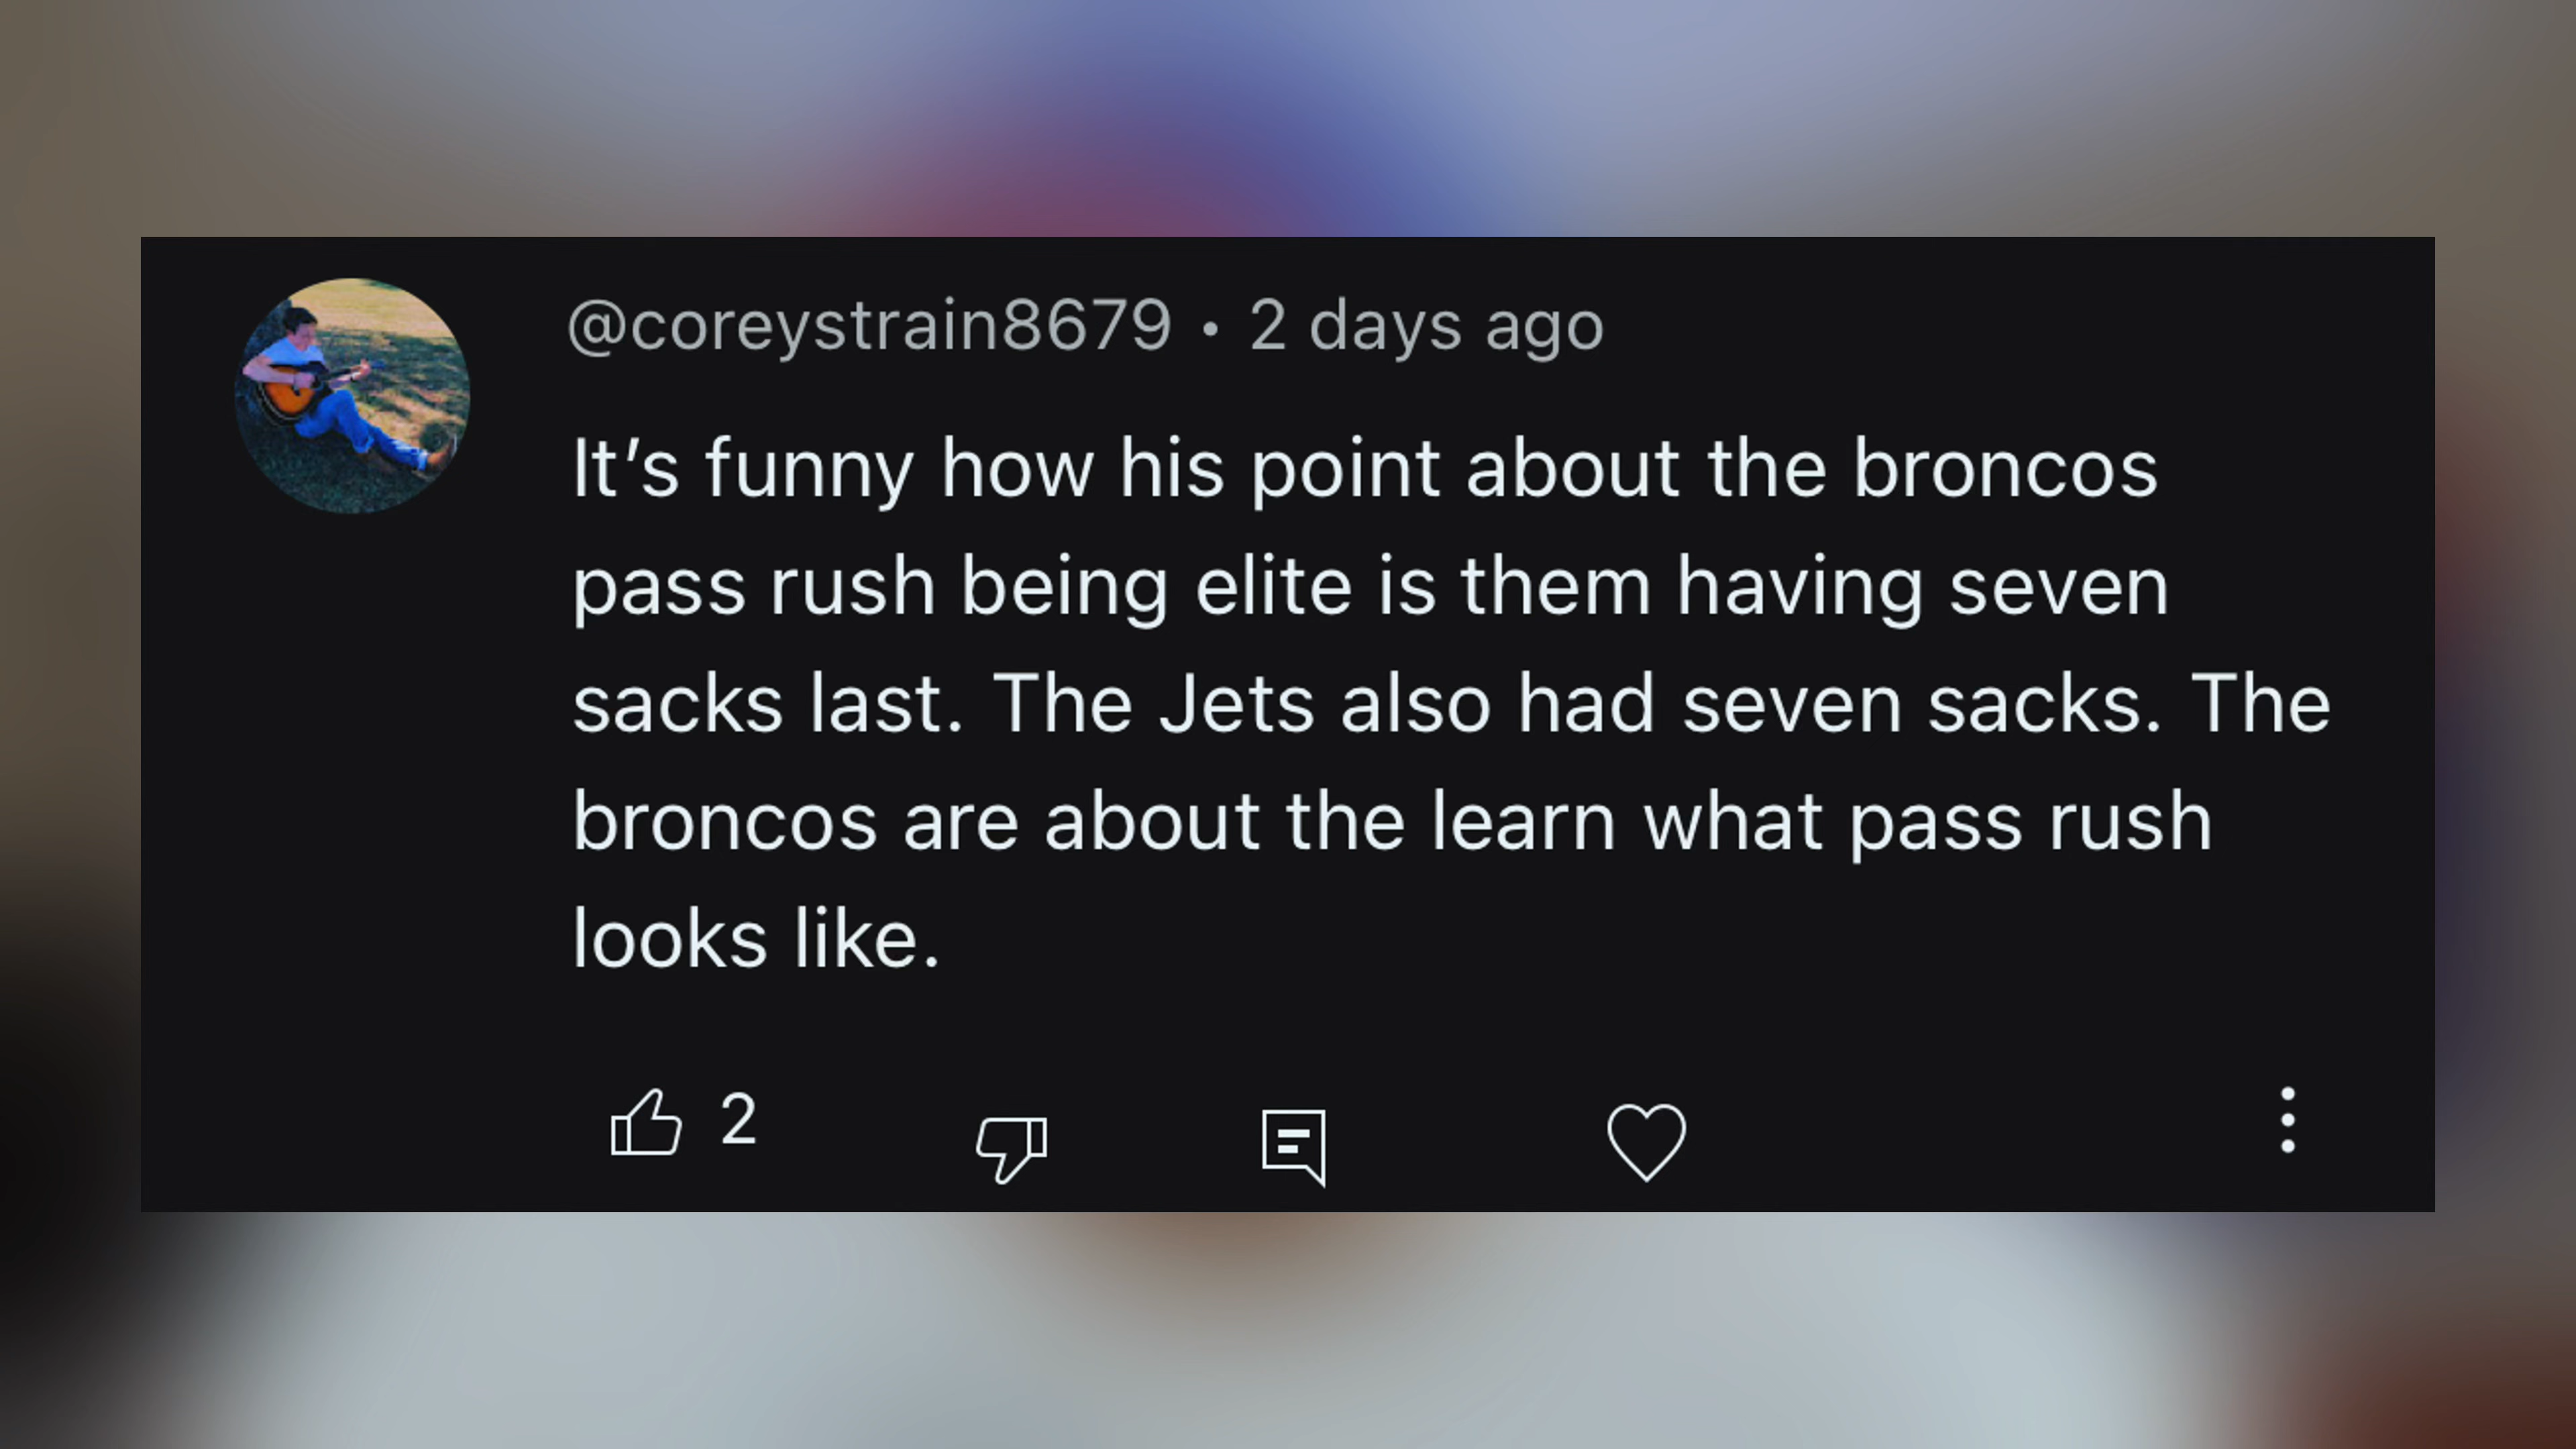 @coreystrain8679 • 2 days ago
It’s funny how his point about the broncos
pass rush being elite is them having seven
sacks last. The Jets also had seven sacks. The
broncos are about the learn what pass rush
looks like.
2